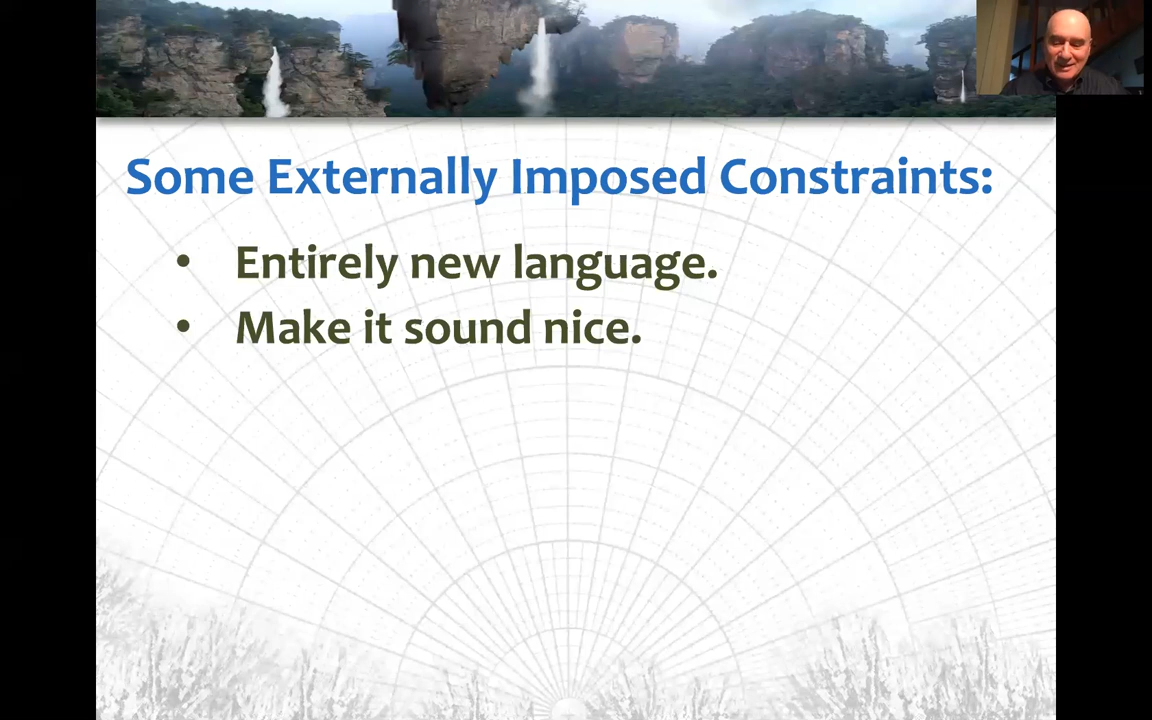 Some Externally Imposed Constraints:
• Entirely new language.
• Make it sound nice.